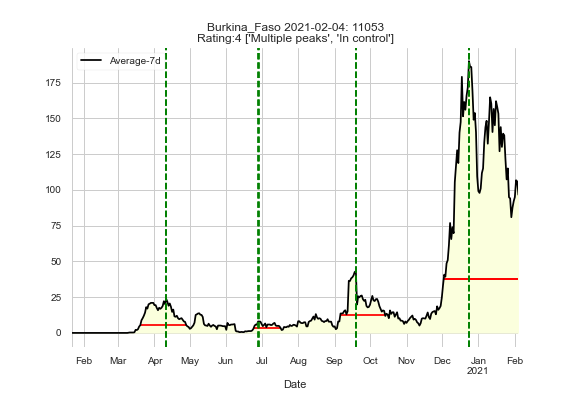 Burkina_Faso 2021-02-04: 11053
Rating:4 ['Multiple peaks', 'In control']
Average-7d
175
150
125
100
75
50
25
0
Feb Mar Apr May Jun Jul Aug Sep Oct Nov Dec Jan Feb
2021
Date